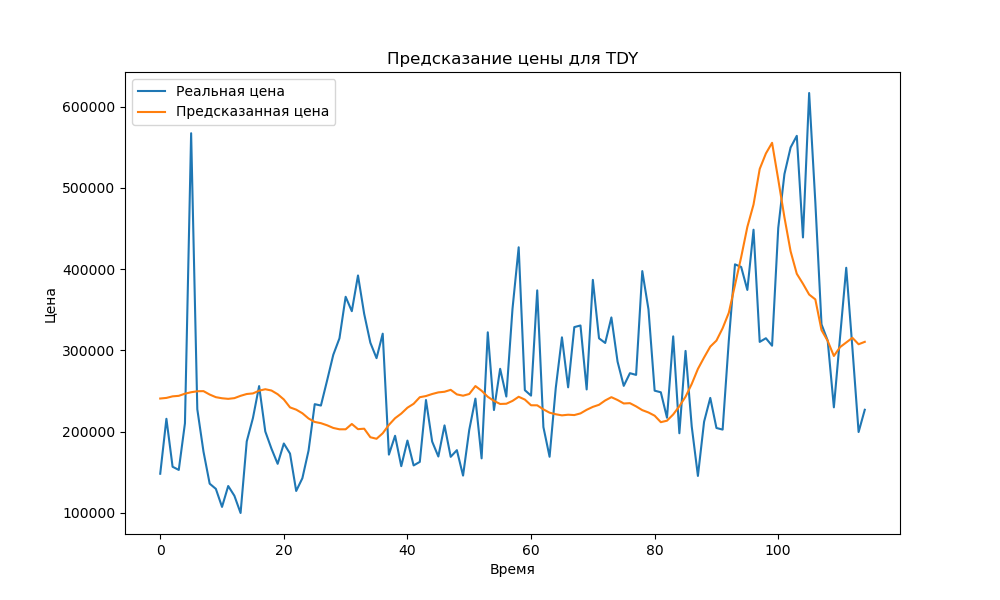 Предсказание цены для TDY
Реальная цена
Предсказанная цена
600000
500000
400000
300000
200000
100000
Цена
0 20 40 60 80 100
Время